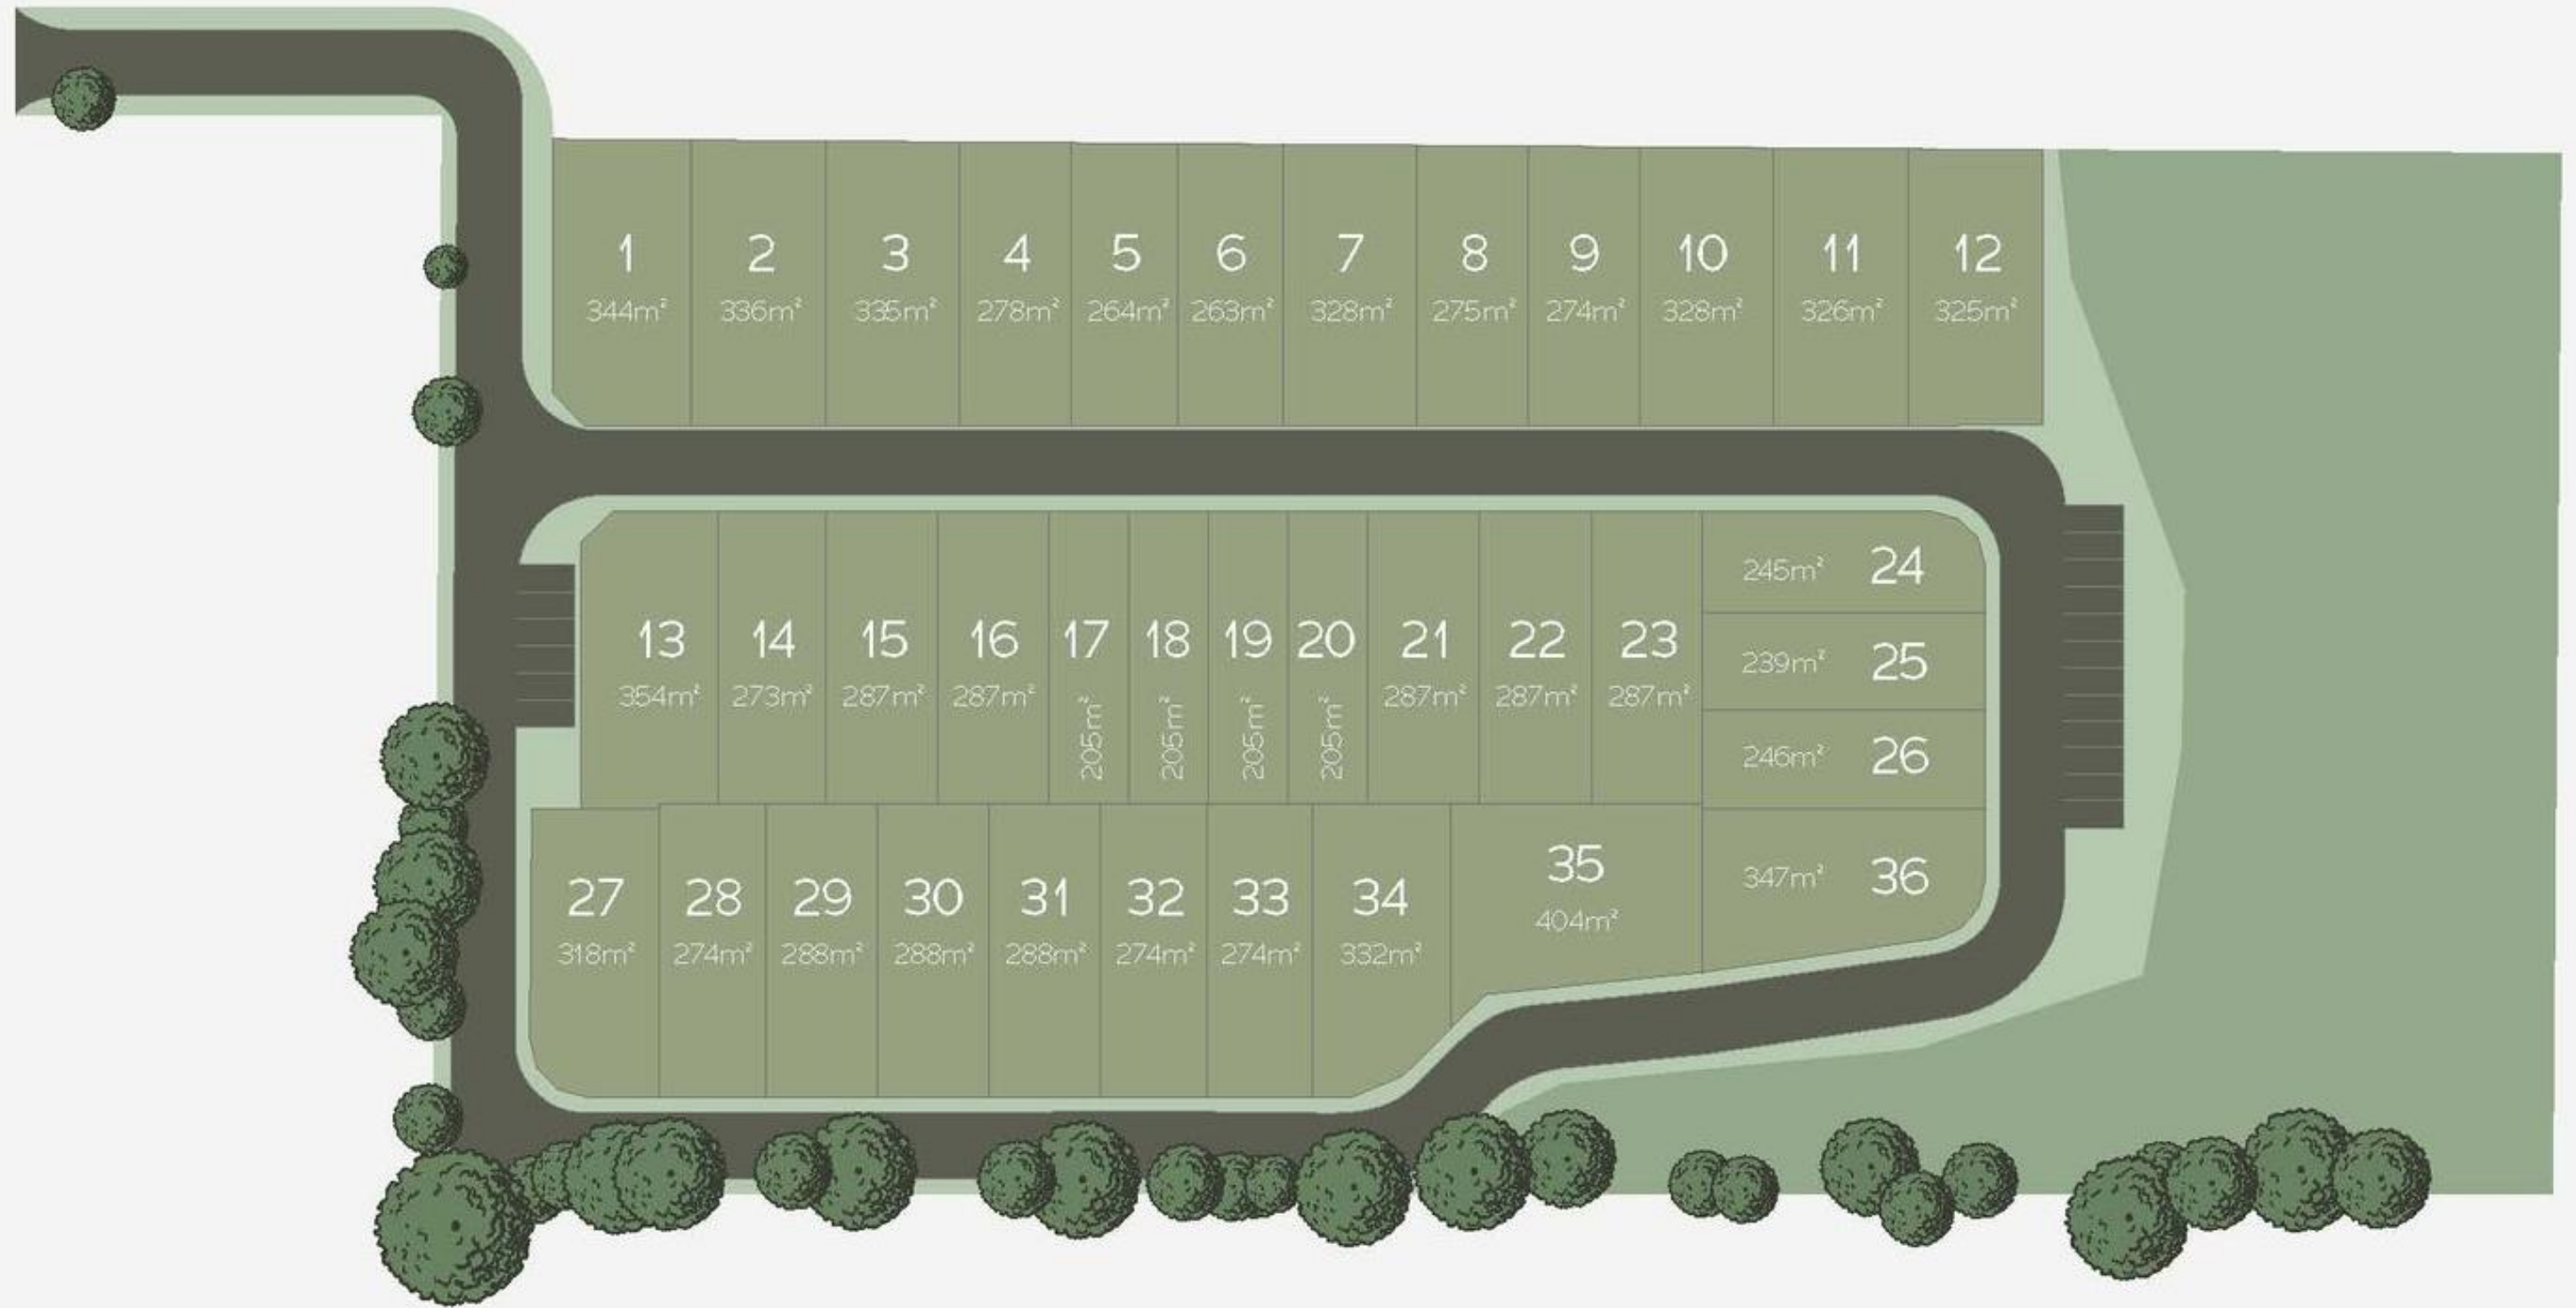 1 2 3 4 5 6 7 8 9 10 11 12
344m² 336m² 335m² 278m² 264m² 263m² 328m² 275m² 274m² 328m² 326m² 325m²
245m² 24
13 14 15 16 17 18 19 20 21 22 23
239m² 25
354m² 273m² 287m² 287m² 205m² 205m² 205m² 205m² 287m² 287m² 287m²
246m² 26
35
347m² 36
27 28 29 30 31 32 33 34
404m²
318m² 274m² 288m² 288m² 288m² 274m² 274m² 332m²